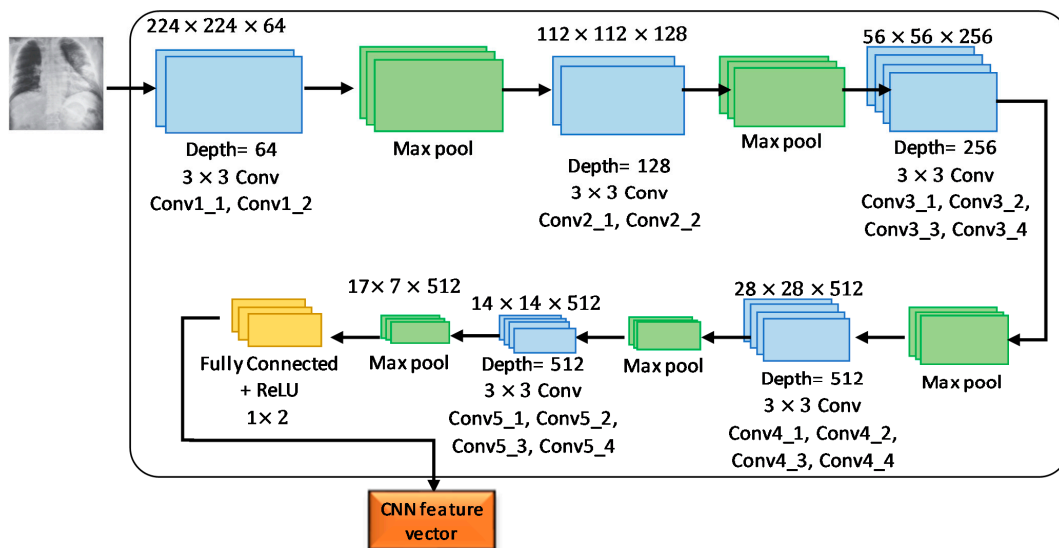 224 × 224 × 64
Depth= 64
3 × 3 Conv
Conv1_1, Conv1_2
Max pool
112 × 112 × 128
Depth= 128
3 × 3 Conv
Conv2_1, Conv2_2
Max pool
56 × 56 × 256
Depth= 256
3 × 3 Conv
Conv3_1, Conv3_2,
Conv3_3, Conv3_4
Max pool
28 × 28 × 512
Depth= 512
3 × 3 Conv
Conv4_1, Conv4_2,
Conv4_3, Conv4_4
Max pool
14 × 14 × 512
Depth= 512
3 × 3 Conv
Conv5_1, Conv5_2,
Conv5_3, Conv5_4
17× 7 × 512
Max pool
Fully Connected
+ ReLU
1× 2
CNN feature
vector